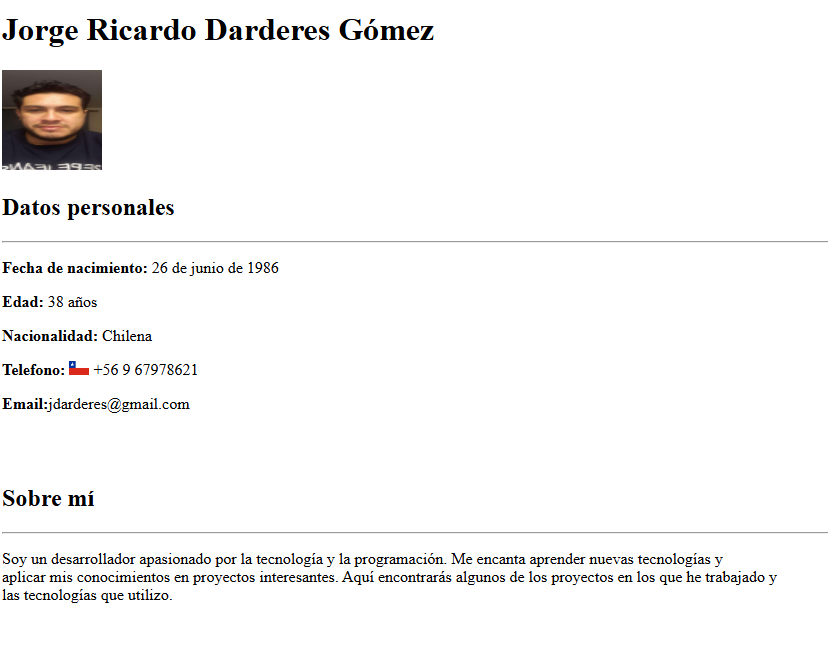 Jorge Ricardo Darderes Gómez
PEPE JEANS
Datos personales
Fecha de nacimiento: 26 de junio de 1986
Edad: 38 años
Nacionalidad: Chilena
Telefono: +56 9 67978621
Email:jdarderes@gmail.com
Sobre mí
Soy un desarrollador apasionado por la tecnología y la programación. Me encanta aprender nuevas tecnologías y
aplicar mis conocimientos en proyectos interesantes. Aquí encontrarás algunos de los proyectos en los que he trabajado y
las tecnologías que utilizo.